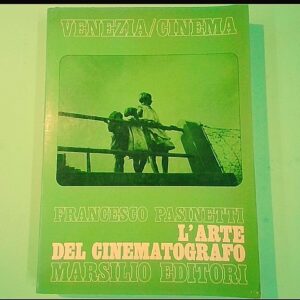 VENEZIA/CINEMA
FRANCESCO PASINETTI
L'ARTE
DEL CINEMATOGRAFO
MARSILIO EDITORI